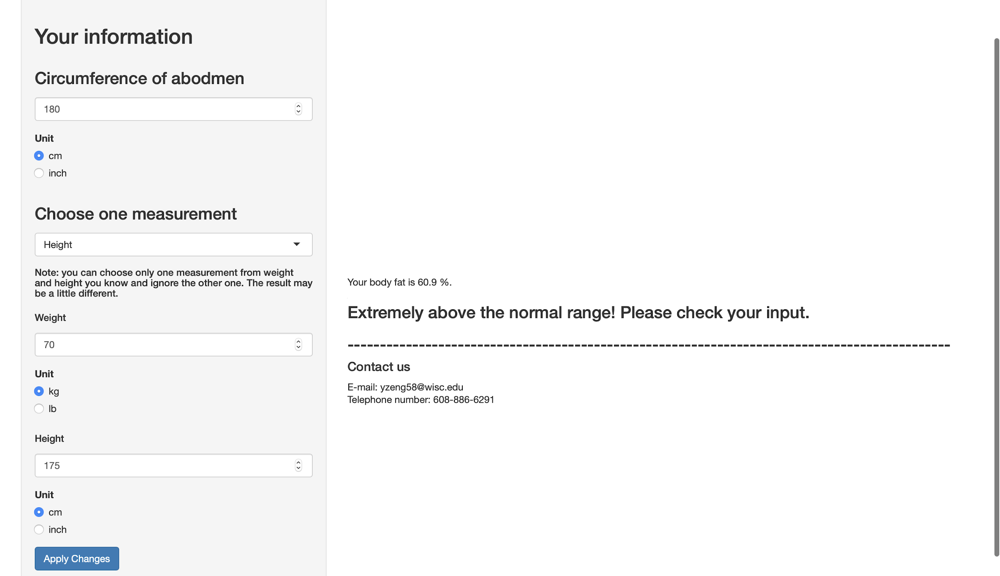 Your information
Circumference of abodmen
180
Unit
cm
inch
Choose one measurement
Height
Note: you can choose only one measurement from weight
and height you know and ignore the other one. The result may
be a little different.
Weight
70
Unit
kg
lb
Height
175
Unit
cm
inch
Apply Changes
Your body fat is 60.9 %.
Extremely above the normal range! Please check your input.
---------------------------------------------------------------------------------------------
Contact us
E-mail: yzeng58@wisc.edu
Telephone number: 608-886-6291